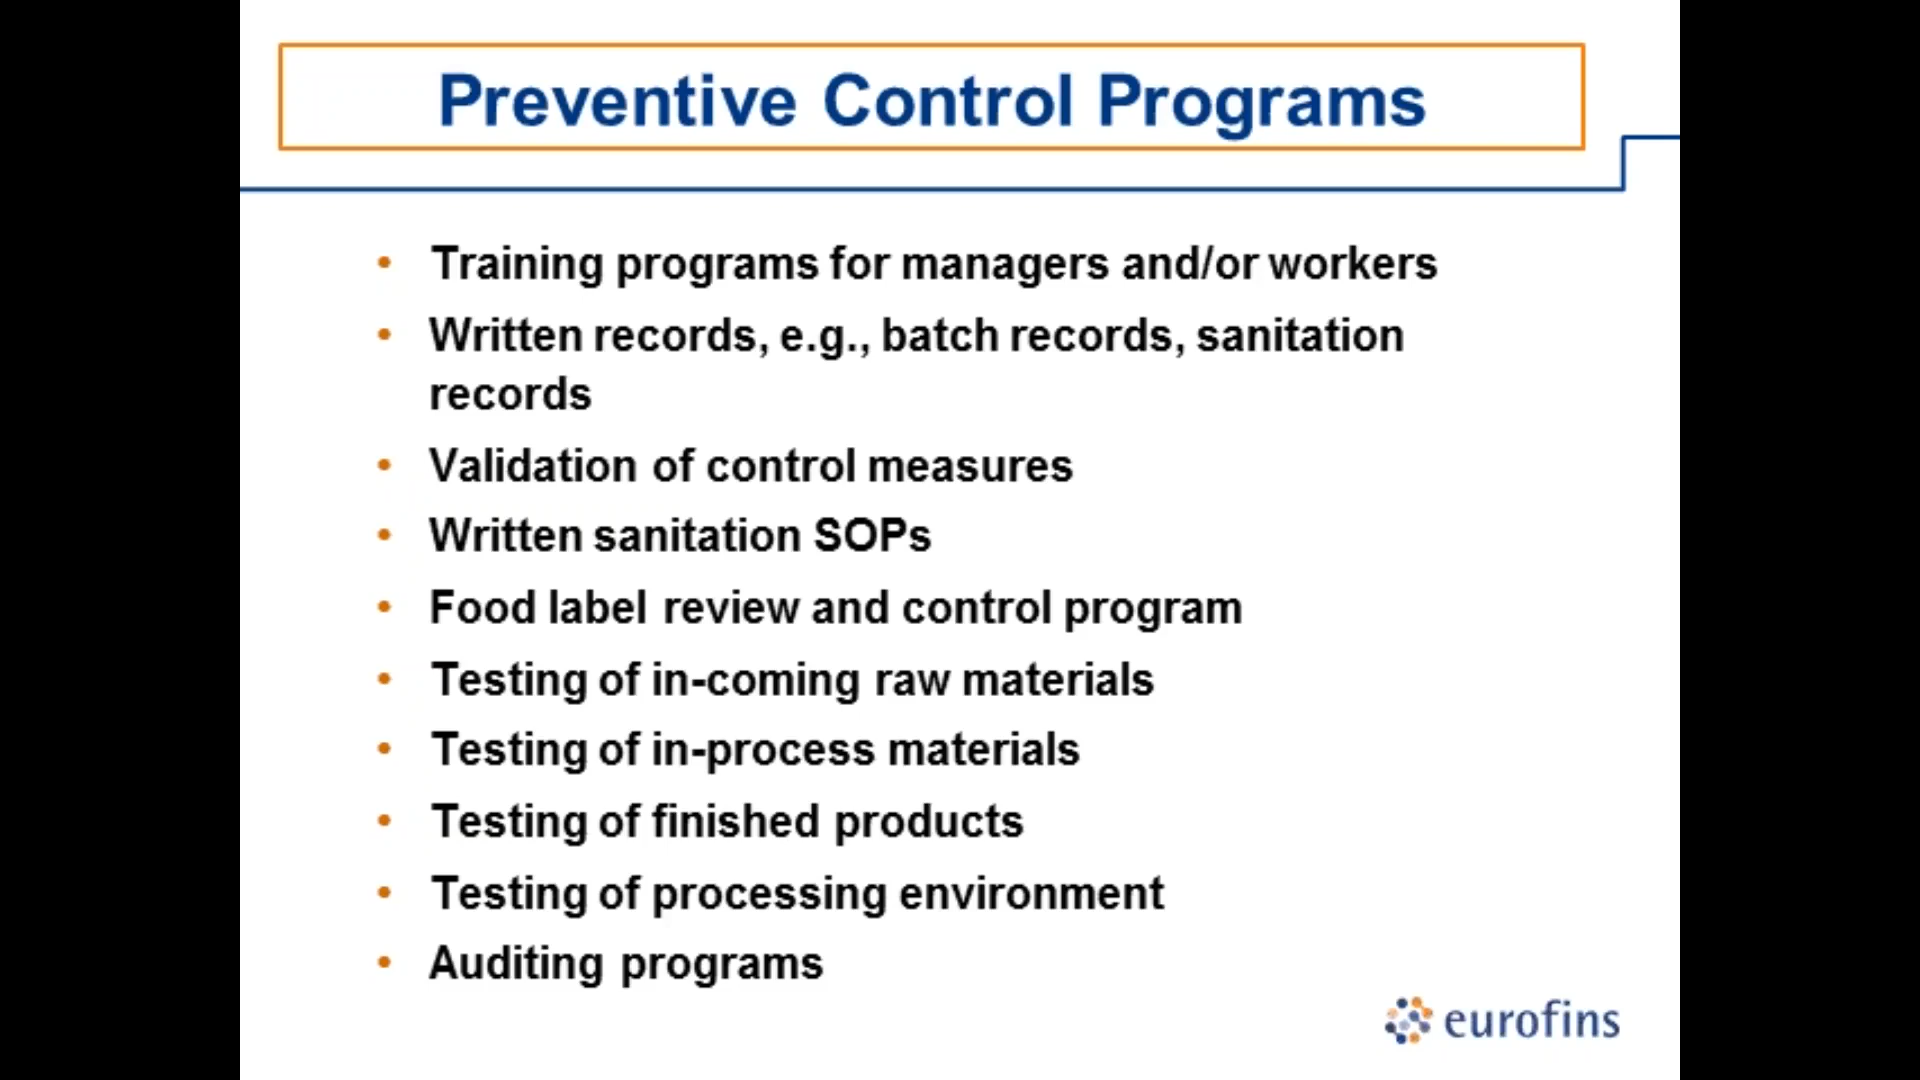 Preventive Control Programs
• Training programs for managers and/or workers
• Written records, e.g., batch records, sanitation
records
• Validation of control measures
• Written sanitation SOPs
• Food label review and control program
• Testing of in-coming raw materials
• Testing of in-process materials
• Testing of finished products
• Testing of processing environment
• Auditing programs
eurofins